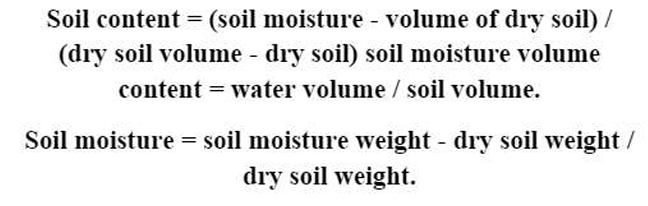 Soil content = (soil moisture - volume of dry soil) /
(dry soil volume - dry soil) soil moisture volume
content = water volume / soil volume.
Soil moisture = soil moisture weight - dry soil weight /
dry soil weight.